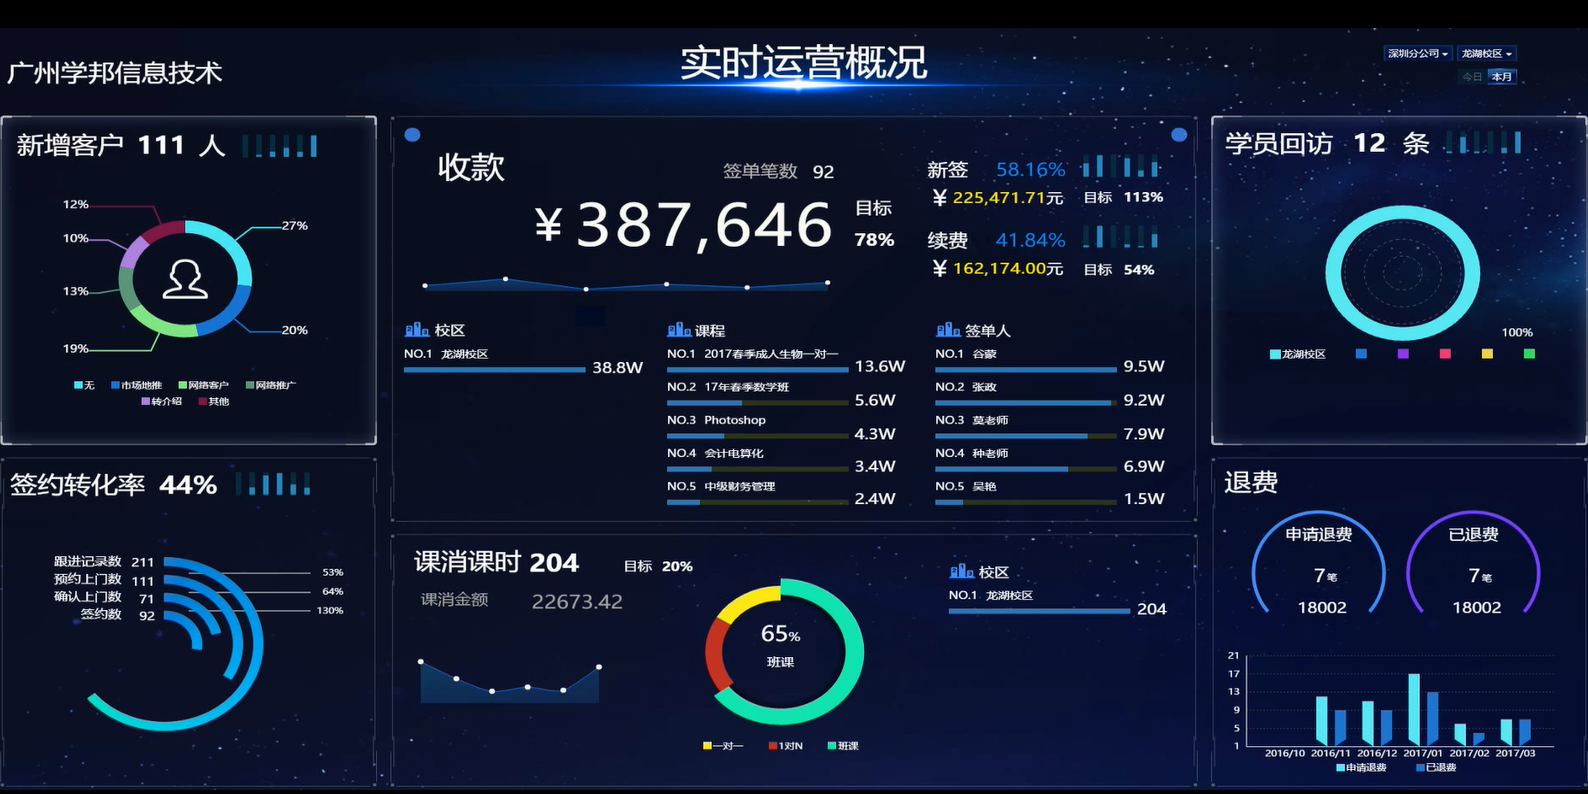 广州学邦信息技术
实时运营概况
深圳分公司
龙湖校区
今日 本月
新增客户 111 人
12%
27%
10%
13%
20%
19%
无 市场地推 网络客户 网络推广
转介绍 其他
签约转化率 44%
跟进记录数 211
预约上门数 111
确认上门数 71
签约数 92
53%
64%
130%
收款
签单笔数 92
¥387,646
目标
78%
新签 58.16%
¥ 225,471.71元 目标 113%
续费 41.84%
¥ 162,174.00元 目标 54%
校区
NO.1 龙湖校区
38.8W
课程
NO.1 2017春季成人生物一对一
13.6W
NO.2 17年春季数学班
5.6W
NO.3 Photoshop
4.3W
NO.4 会计电算化
3.4W
NO.5 中级财务管理
2.4W
签单人
NO.1 谷蒙
9.5W
NO.2 张政
9.2W
NO.3 莫老师
7.9W
NO.4 种老师
6.9W
NO.5 吴艳
1.5W
课消课时 204 目标 20%
课消金额 22673.42
65%
班课
一对一 1对N 班课
校区
NO.1 龙湖校区
204
学员回访 12 条
100%
龙湖校区
退费
申请退费
7笔
18002
已退费
7笔
18002
21
17
13
9
5
1
2016/10 2016/11 2016/12 2017/01 2017/02 2017/03
申请退费 已退费